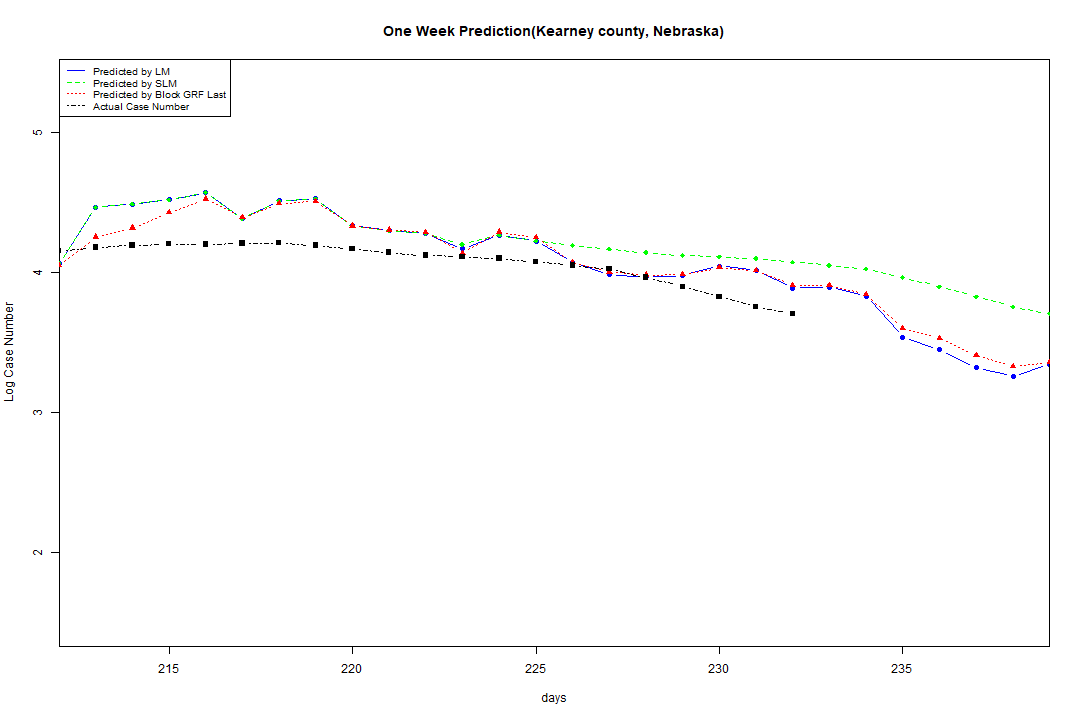 One Week Prediction(Kearney county, Nebraska)
Predicted by LM
Predicted by SLM
Predicted by Block GRF Last
Actual Case Number
5
4
3
2
Log Case Number
215 220 225 230 235
days